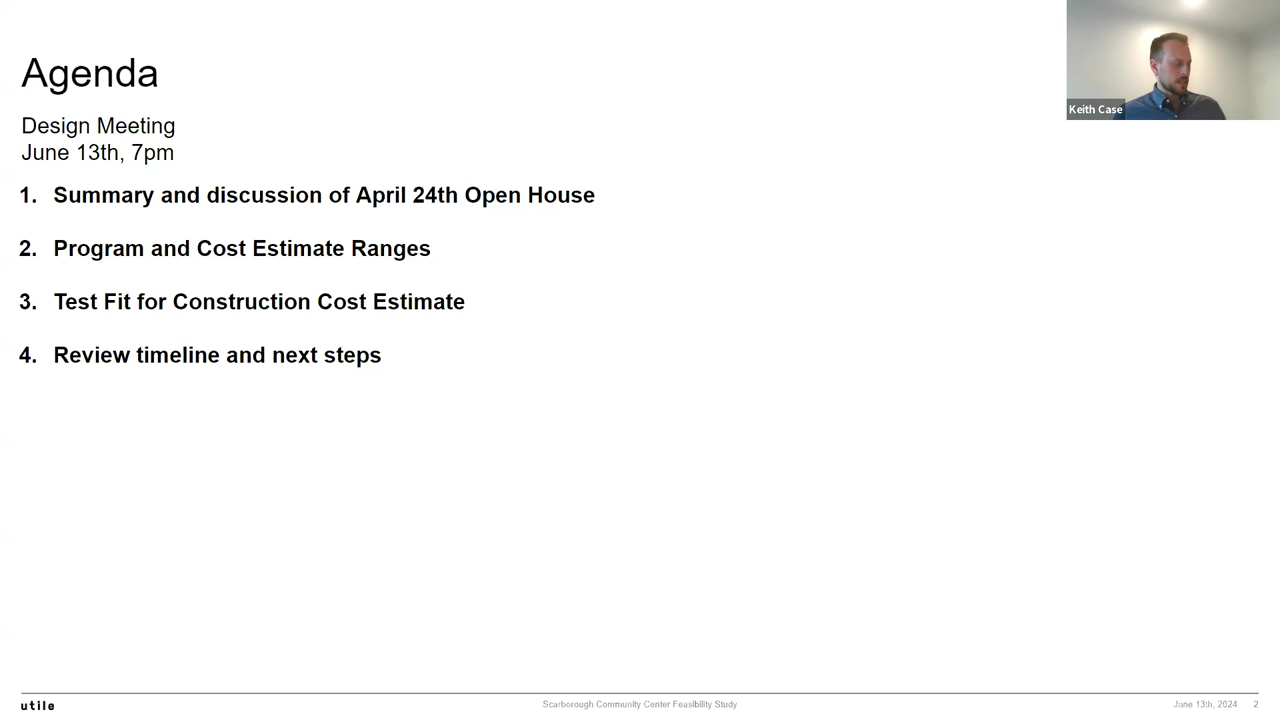 Agenda
Keith Case
Design Meeting
June 13th, 7pm
1. Summary and discussion of April 24th Open House
2. Program and Cost Estimate Ranges
3. Test Fit for Construction Cost Estimate
4. Review timeline and next steps
utile Scarborough Community Center Feasibility Study June 13th, 2024 2